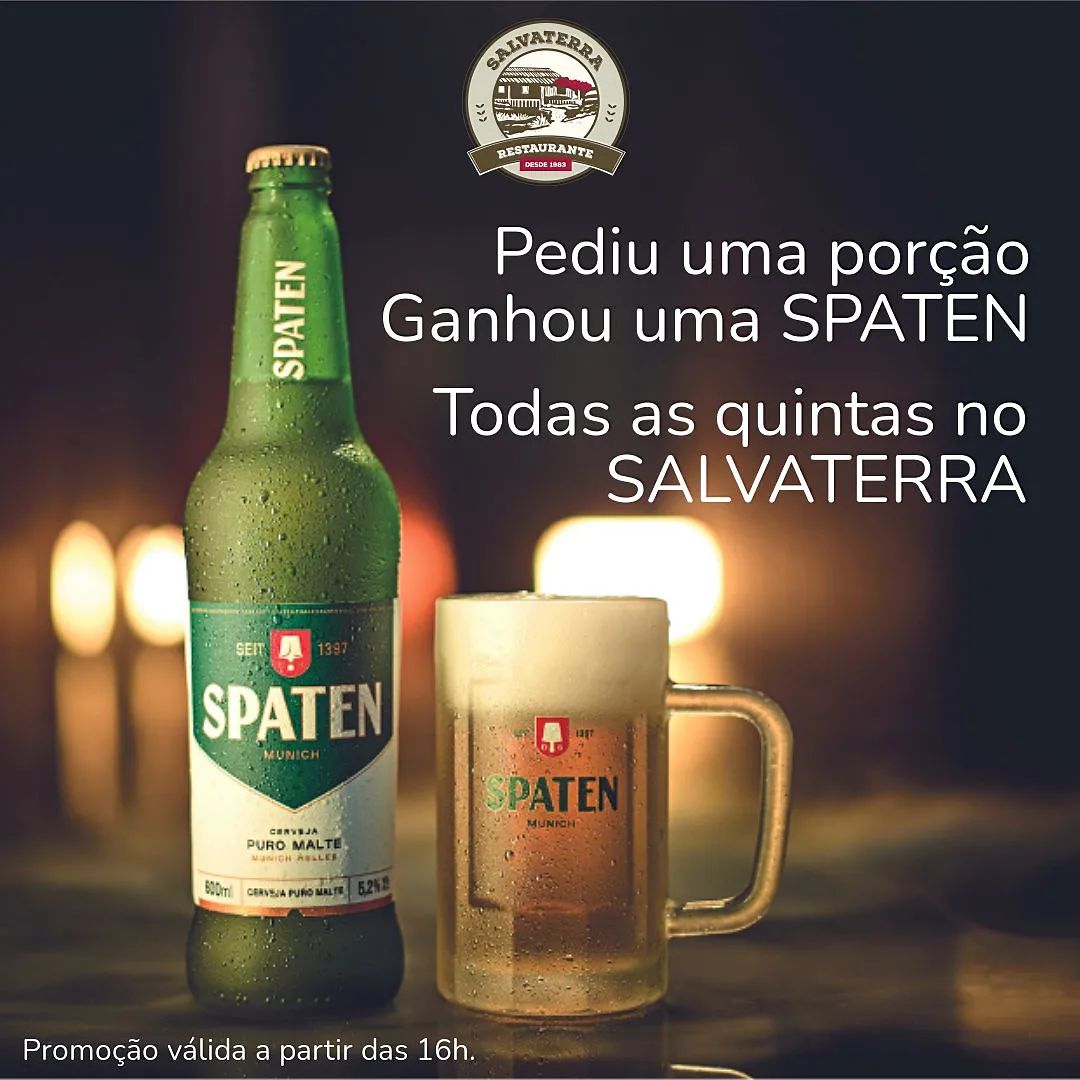 SALVATERRA
RESTAURANTE
DESDE 1983
Pediu uma porção
Ganhou uma SPATEN
Todas as quintas no
SALVATERRA
SPATEN
SEIT 1397
SPATEN
MUNICH
CERVEJA
PURO MALTE
MUNICH HELLES
600ml CERVEJA PURO MALTE 5,2%
SEIT 1397
SPATEN
MUNICH
Promoção válida a partir das 16h.